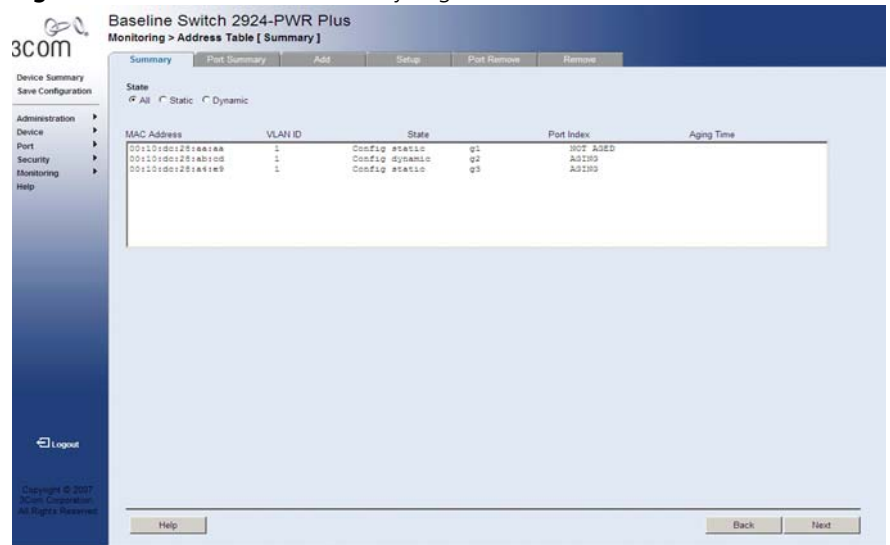 Baseline Switch 2924-PWR Plus
Monitoring > Address Table [ Summary ]
3COM
Summary Port Summary Add Setup Port Remove Remove
Device Summary
Save Configuration
Administration
Device
Port
Security
Monitoring
Help
State
All Static Dynamic
MAC Address VLAN ID State Port Index Aging Time
00:10:dc:28:aa:aa 1 Config static g1 NOT AGED
00:10:dc:28:ab:cd 1 Config dynamic g2 AGING
00:10:dc:28:a4:e9 1 Config static g3 AGING
Logout
Copyright © 2007
3Com Corporation.
All Rights Reserved.
Help Back Next